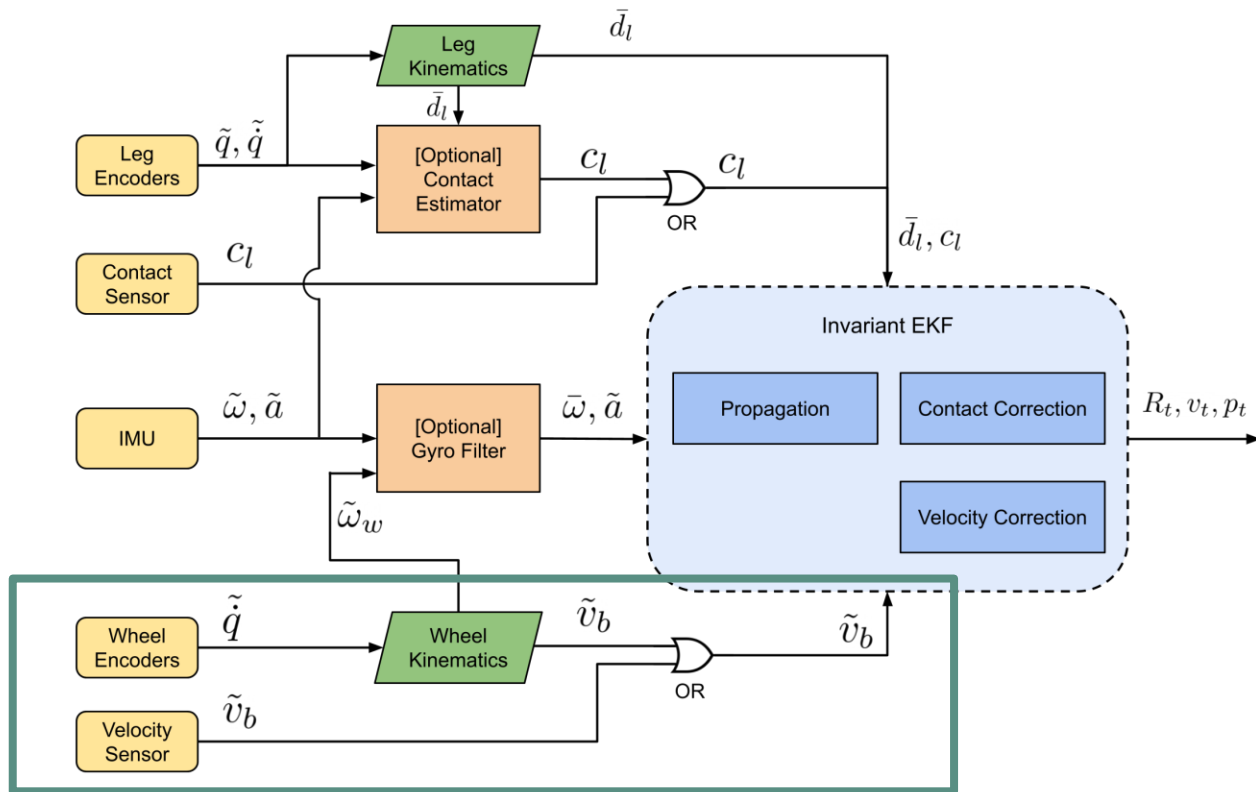 Leg
Kinematics
d̄_l
d̄_l
Leg
Encoders
q̃, q̇̃
[Optional]
Contact
Estimator
c_l
OR
c_l
d̄_l, c_l
Contact
Sensor
c_l
Invariant EKF
Propagation
Contact Correction
Velocity Correction
R_t, v_t, p_t
IMU
ω̃, ã
[Optional]
Gyro Filter
ω̄, ã
ω̃_w
Wheel
Encoders
q̇̃
Wheel
Kinematics
ṽ_b
OR
ṽ_b
Velocity
Sensor
ṽ_b